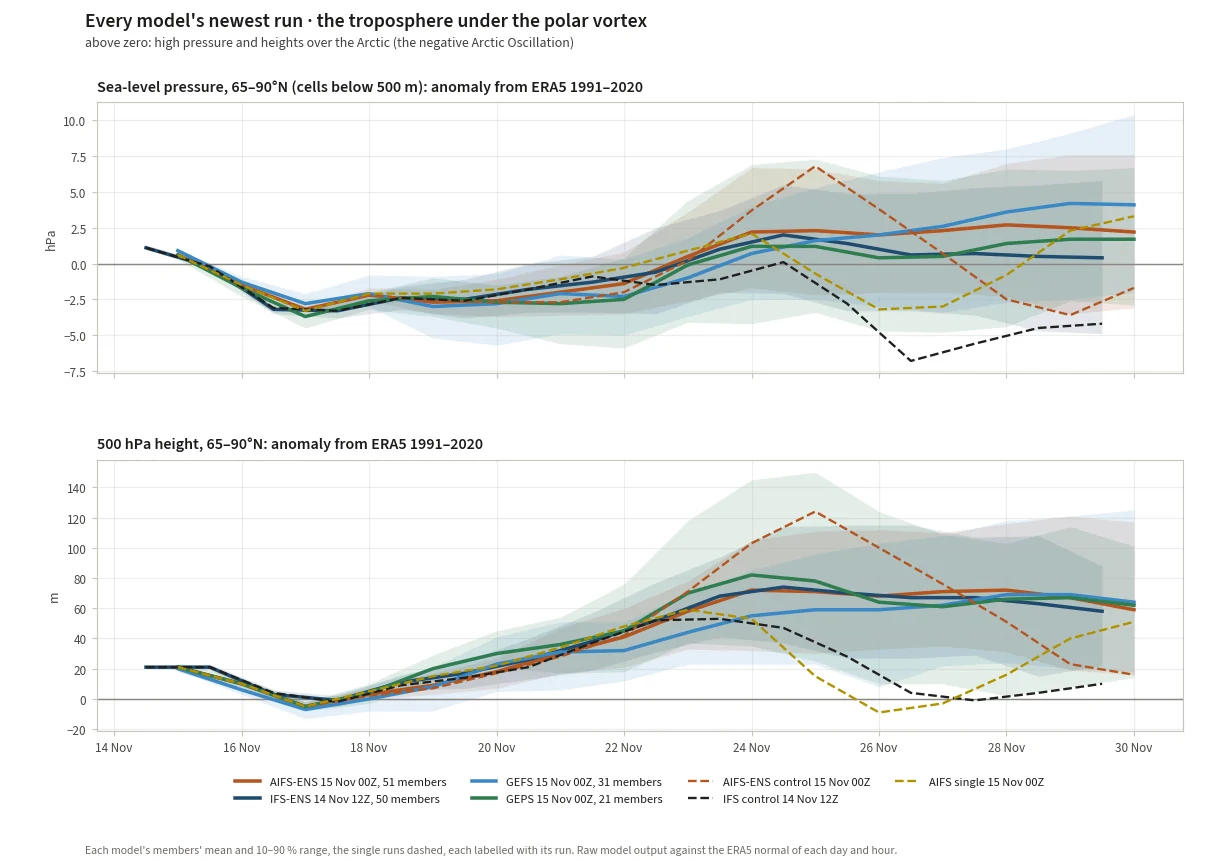 Every model's newest run · the troposphere under the polar vortex
above zero: high pressure and heights over the Arctic (the negative Arctic Oscillation)
Sea-level pressure, 65–90°N (cells below 500 m): anomaly from ERA5 1991–2020
10.0
7.5
5.0
2.5
0.0
−2.5
−5.0
−7.5
hPa
500 hPa height, 65–90°N: anomaly from ERA5 1991–2020
140
120
100
80
60
40
20
0
−20
m
14 Nov 16 Nov 18 Nov 20 Nov 22 Nov 24 Nov 26 Nov 28 Nov 30 Nov
AIFS-ENS 15 Nov 00Z, 51 members GEFS 15 Nov 00Z, 31 members AIFS-ENS control 15 Nov 00Z AIFS single 15 Nov 00Z
IFS-ENS 14 Nov 12Z, 50 members GEPS 15 Nov 00Z, 21 members IFS control 14 Nov 12Z
Each model's members' mean and 10–90 % range, the single runs dashed, each labelled with its run. Raw model output against the ERA5 normal of each day and hour.